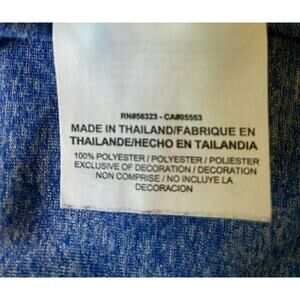 RN#56323 - CA#05553
MADE IN THAILAND/FABRIQUE EN
THAILANDE/HECHO EN TAILANDIA
100% POLYESTER / POLYESTER / POLIESTER
EXCLUSIVE OF DECORATION / DECORATION
NON COMPRISE / NO INCLUYE LA
DECORACION